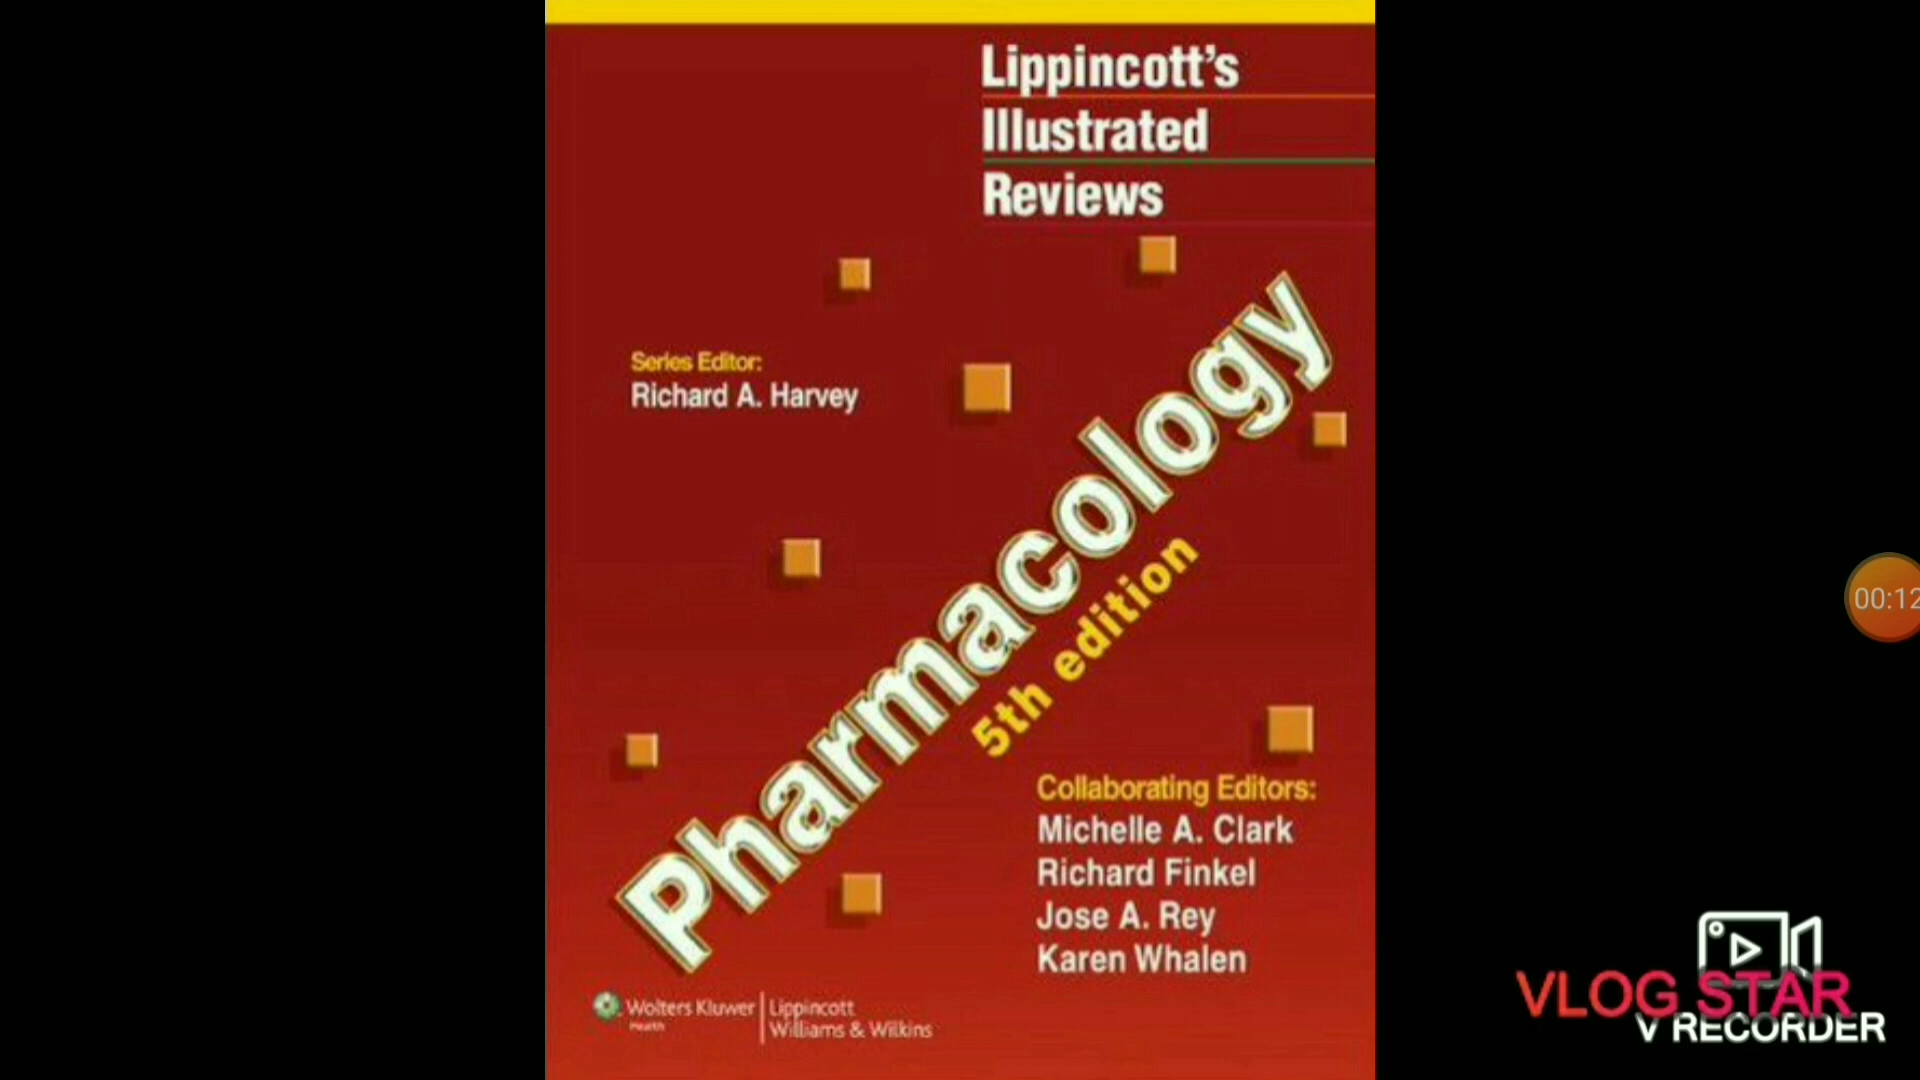 Lippincott's
Illustrated
Reviews
Series Editor:
Richard A. Harvey
Pharmacology
5th edition
Collaborating Editors:
Michelle A. Clark
Richard Finkel
Jose A. Rey
Karen Whalen
Wolters Kluwer
Health
Lippincott
Williams & Wilkins
00:12
VLOG STAR
V RECORDER